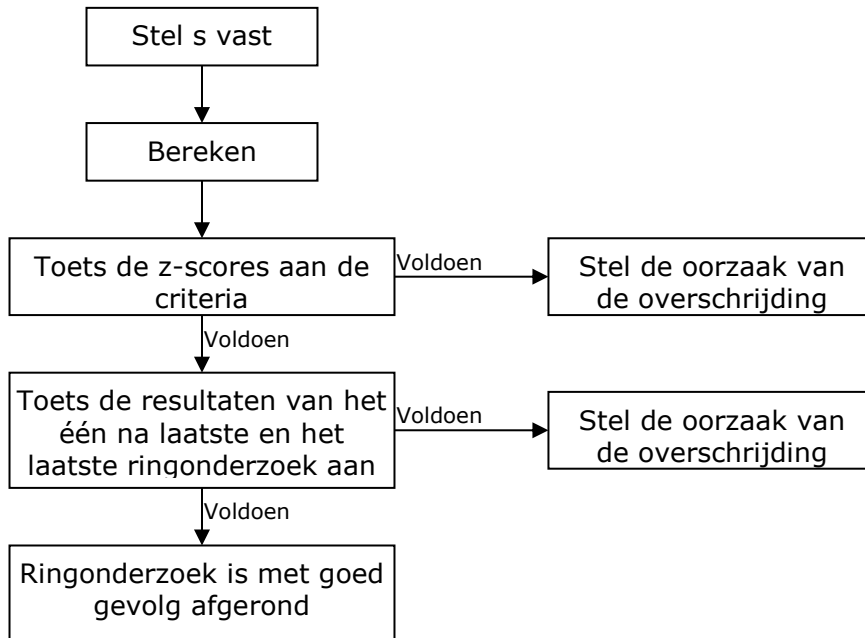 Stel s vast
Bereken
Toets de z-scores aan de
criteria
Voldoen
Stel de oorzaak van
de overschrijding
Voldoen
Toets de resultaten van het
één na laatste en het
laatste ringonderzoek aan
Voldoen
Stel de oorzaak van
de overschrijding
Voldoen
Ringonderzoek is met goed
gevolg afgerond